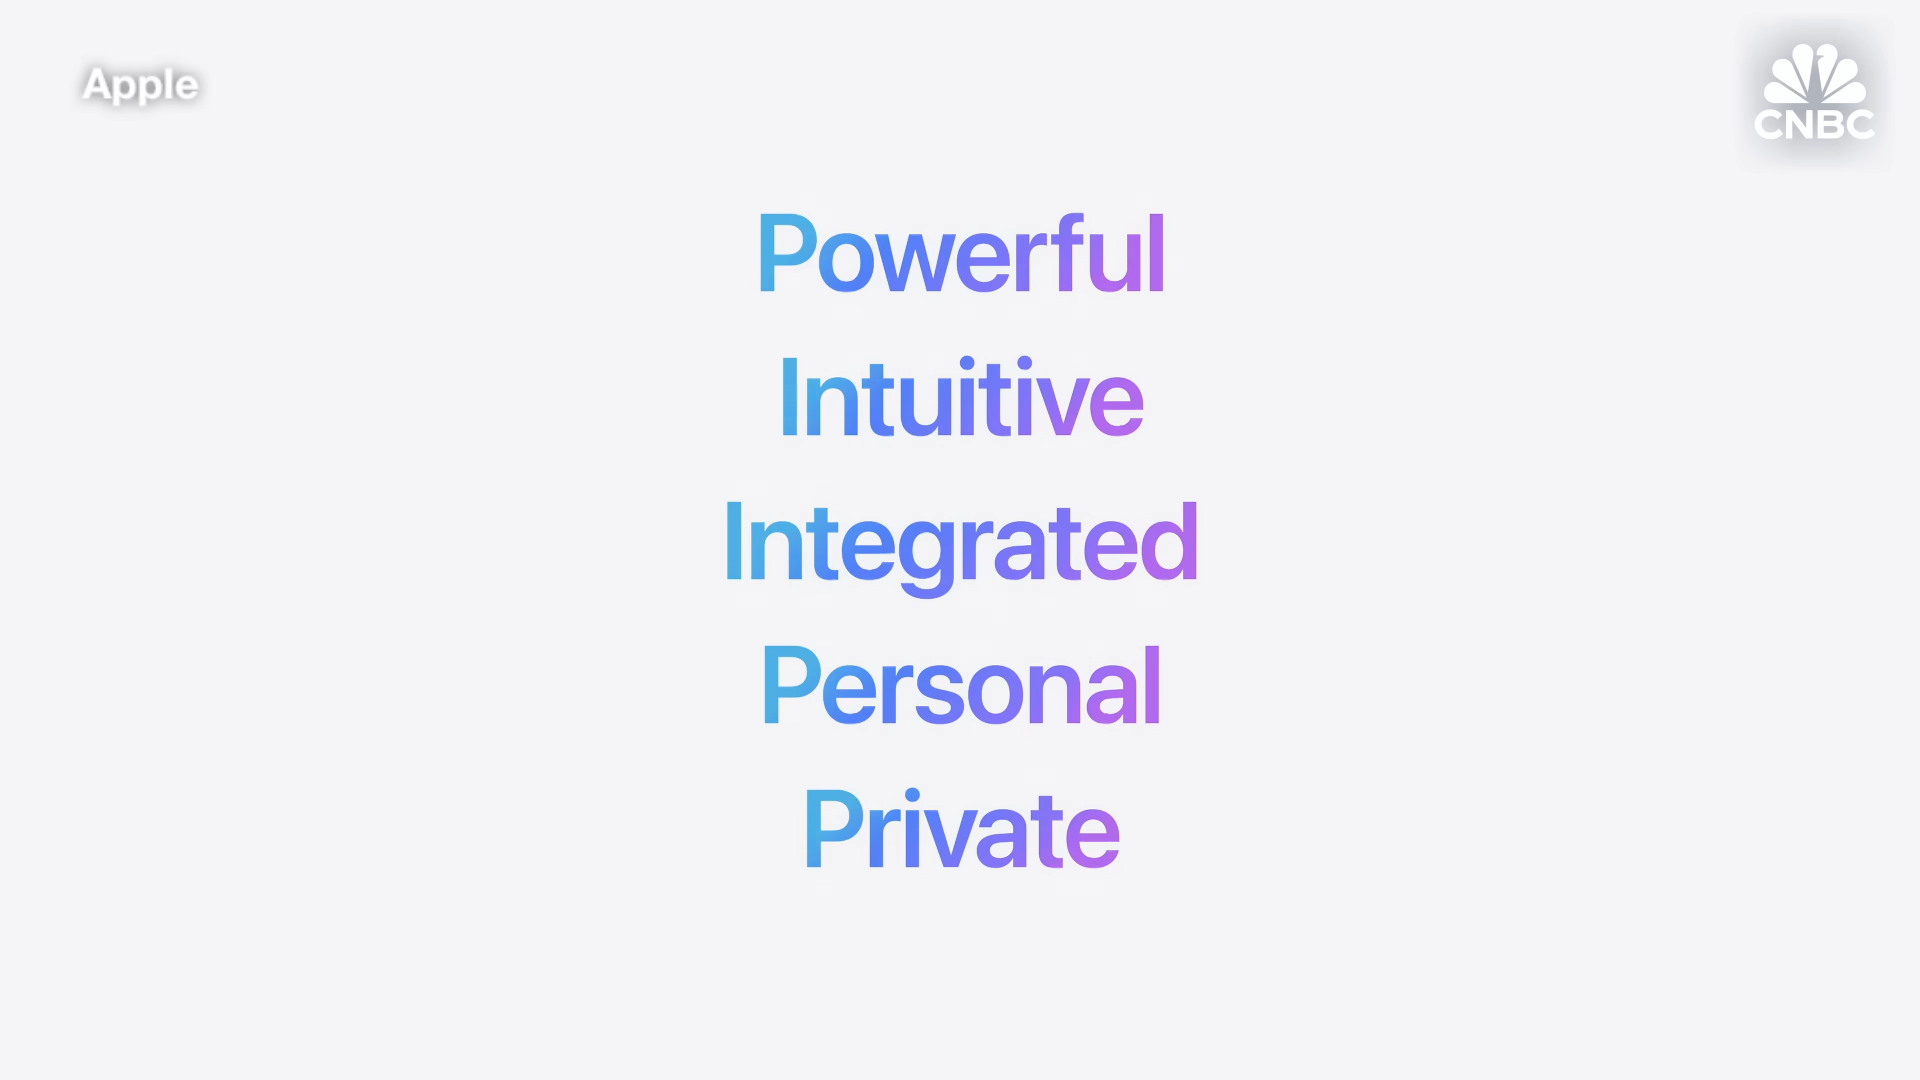 Apple
CNBC
Powerful
Intuitive
Integrated
Personal
Private